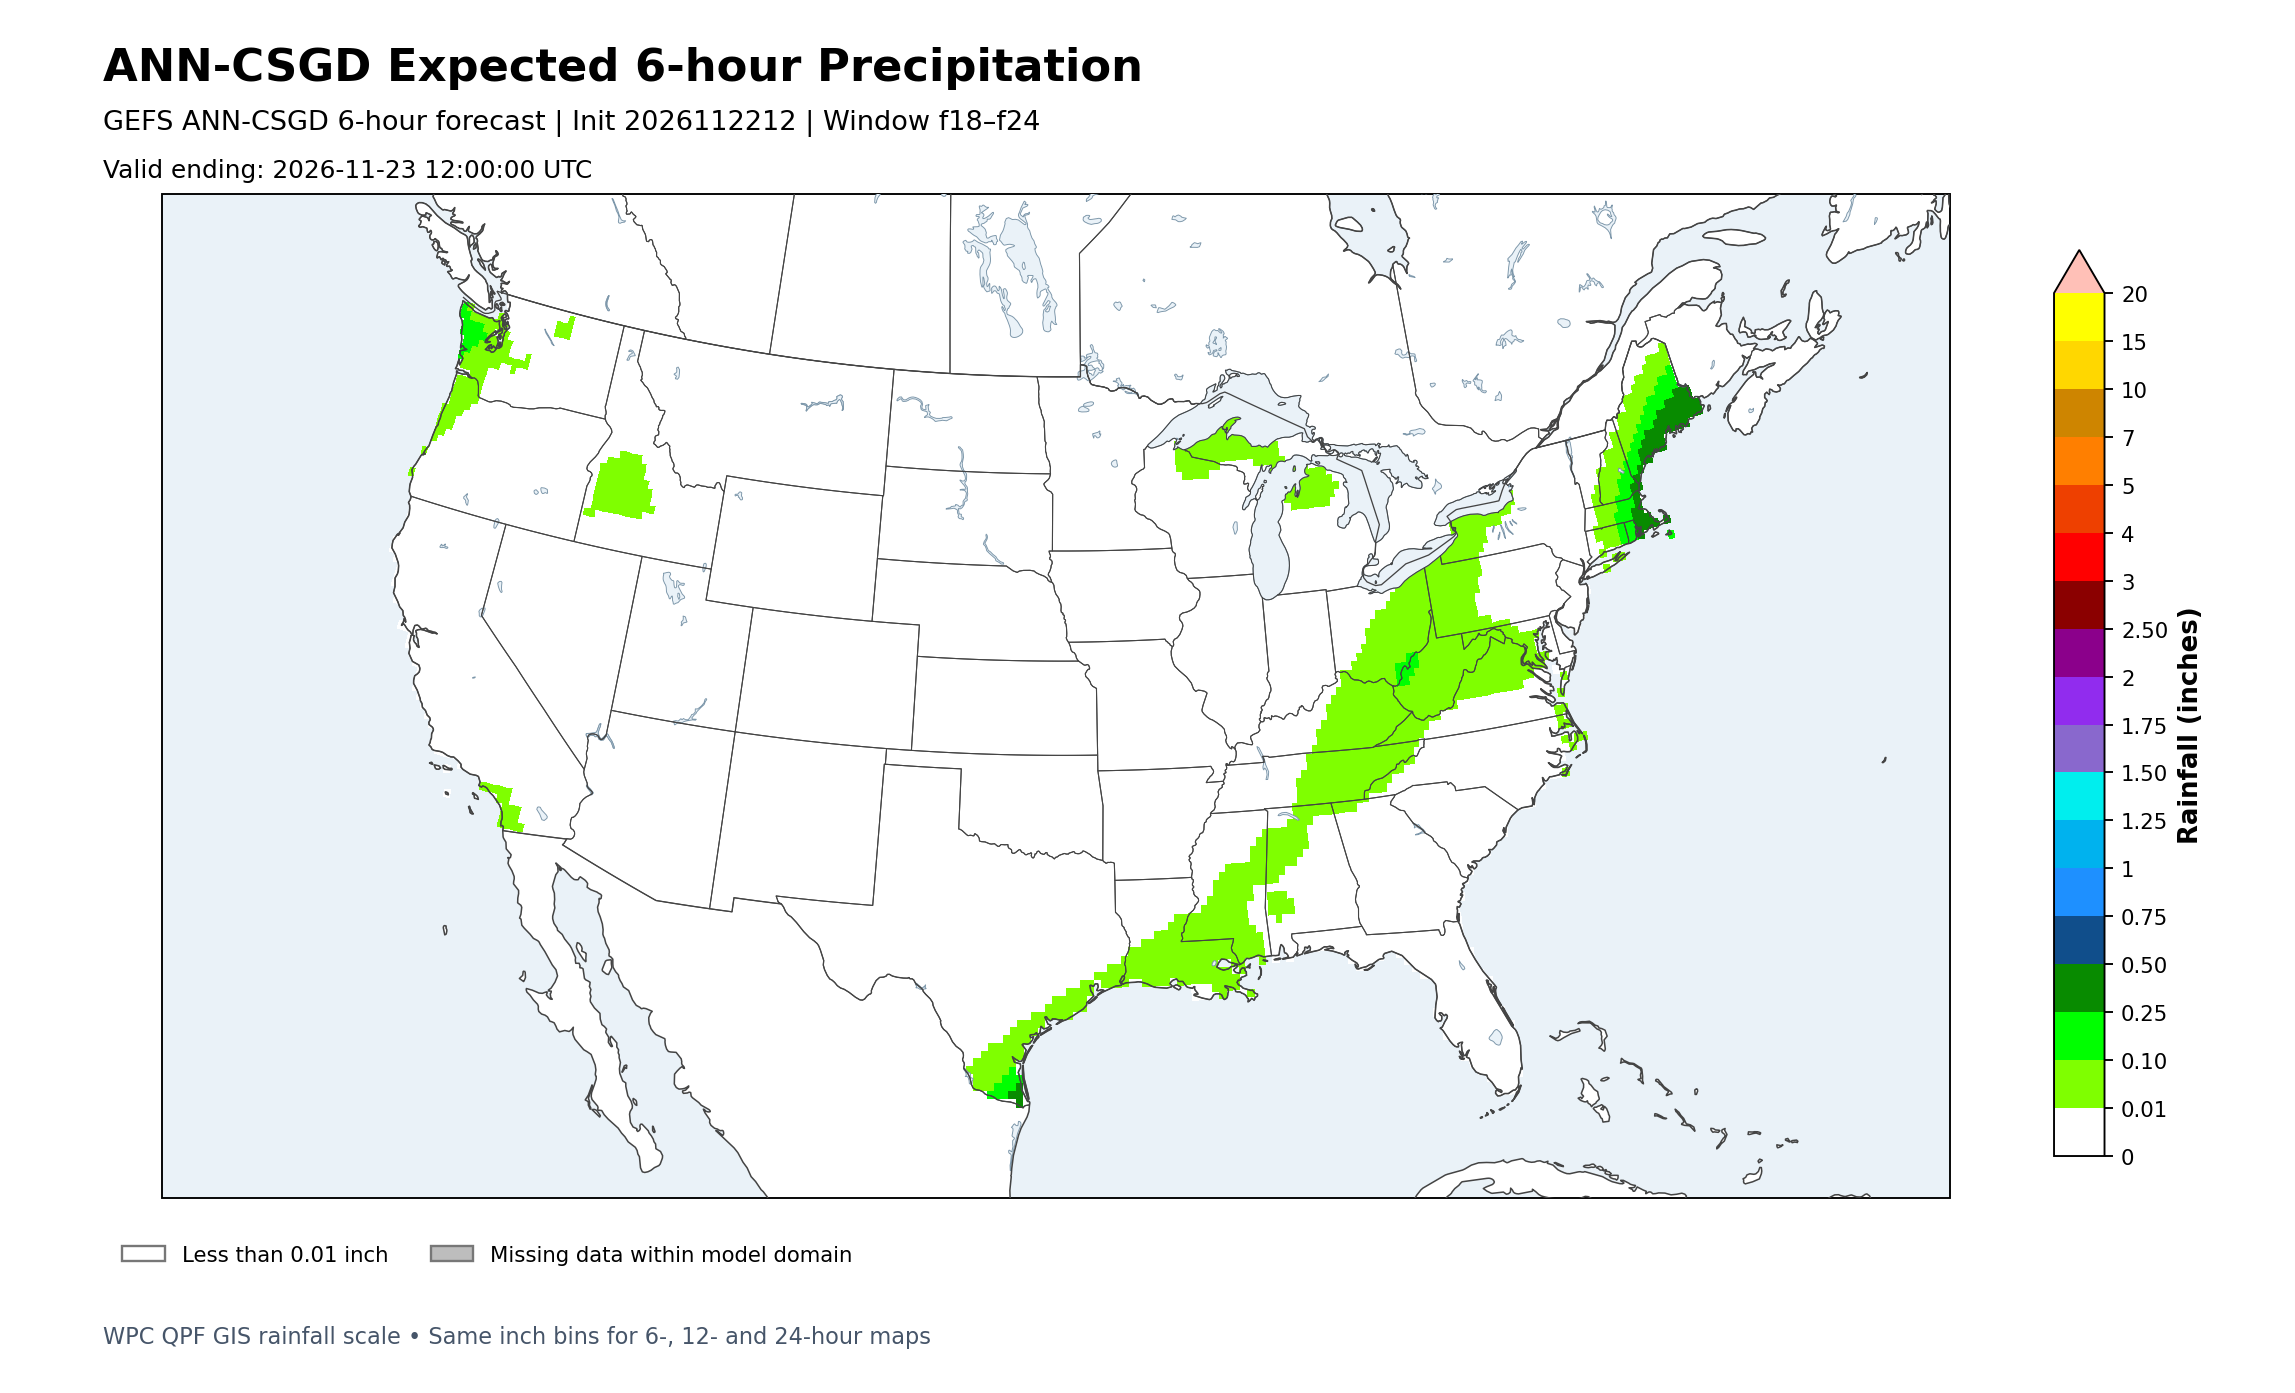 ANN-CSGD Expected 6-hour Precipitation
GEFS ANN-CSGD 6-hour forecast | Init 2026112212 | Window f18–f24
Valid ending: 2026-11-23 12:00:00 UTC
20
15
10
7
5
4
3
2.50
2
1.75
1.50
1.25
1
0.75
0.50
0.25
0.10
0.01
0
Rainfall (inches)
Less than 0.01 inch
Missing data within model domain
WPC QPF GIS rainfall scale • Same inch bins for 6-, 12- and 24-hour maps